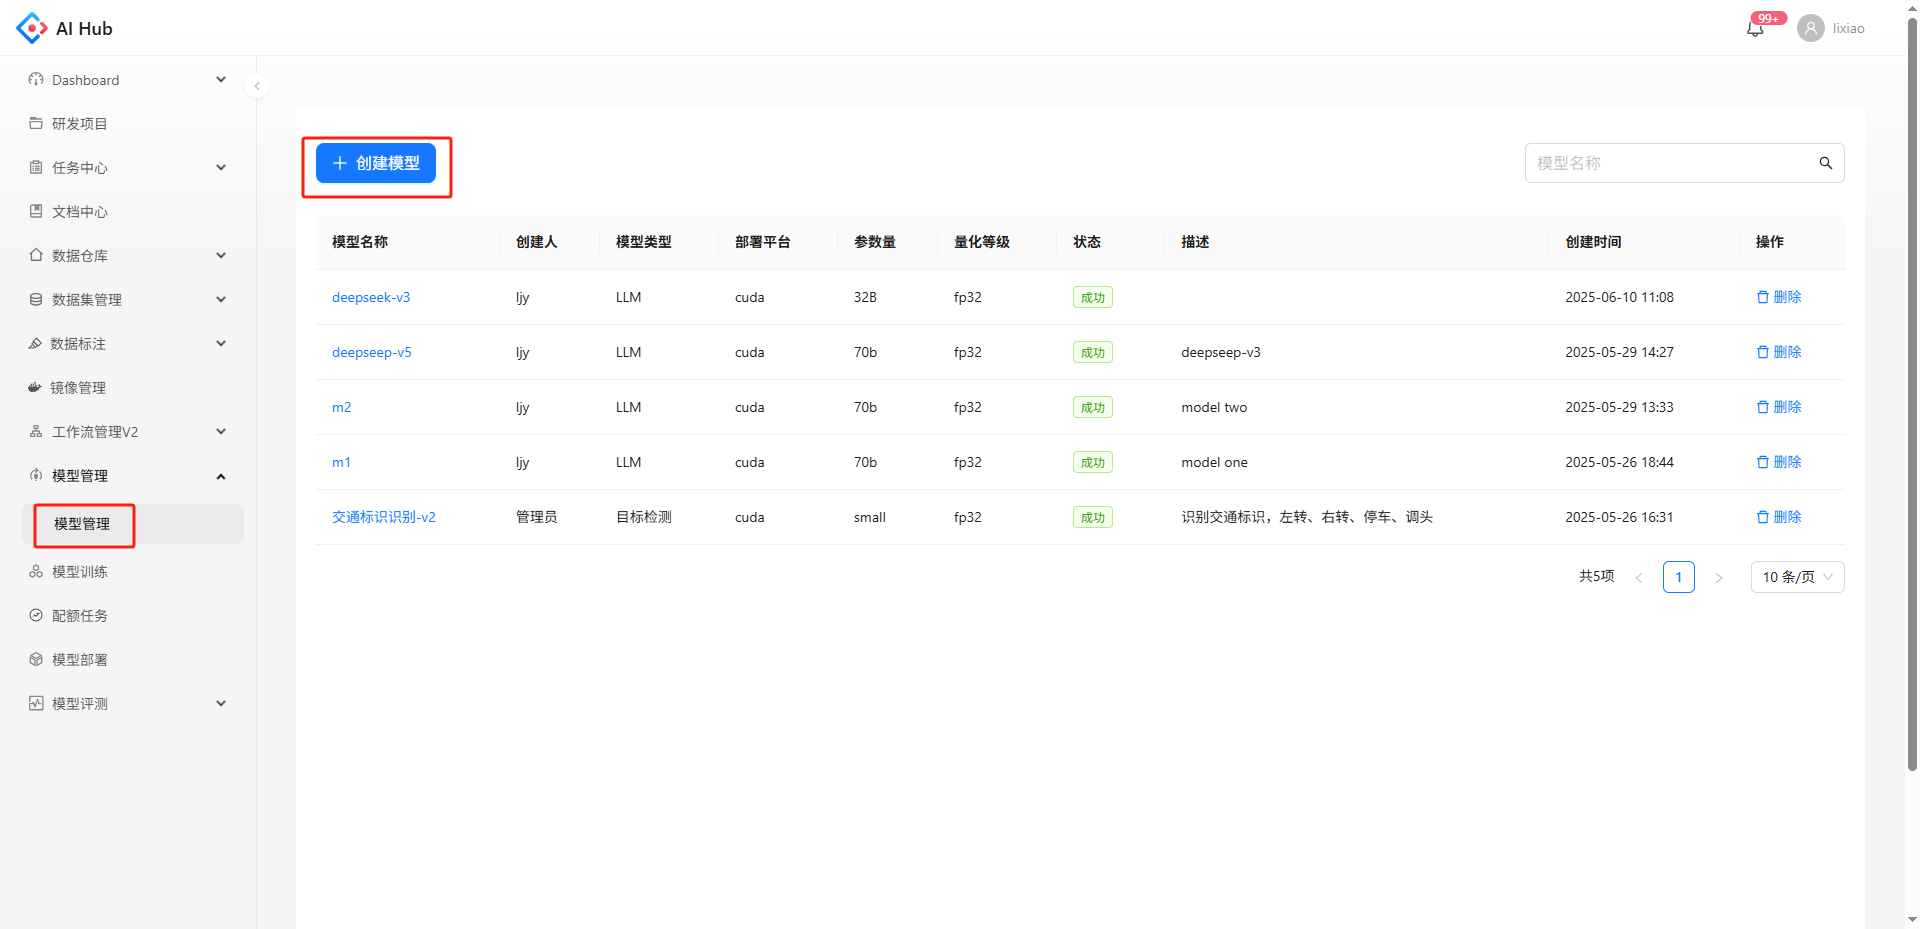 AI Hub
99+
lixiao
Dashboard
研发项目
任务中心
文档中心
数据仓库
数据集管理
数据标注
镜像管理
工作流管理V2
模型管理
模型管理
模型训练
配额任务
模型部署
模型评测
创建模型
模型名称
模型名称 创建人 模型类型 部署平台 参数量 量化等级 状态 描述 创建时间 操作
deepseek-v3 ljy LLM cuda 32B fp32 成功 2025-06-10 11:08 删除
deepseep-v5 ljy LLM cuda 70b fp32 成功 deepseep-v3 2025-05-29 14:27 删除
m2 ljy LLM cuda 70b fp32 成功 model two 2025-05-29 13:33 删除
m1 ljy LLM cuda 70b fp32 成功 model one 2025-05-26 18:44 删除
交通标识识别-v2 管理员 目标检测 cuda small fp32 成功 识别交通标识，左转、右转、停车、调头 2025-05-26 16:31 删除
共5项 1 10 条/页